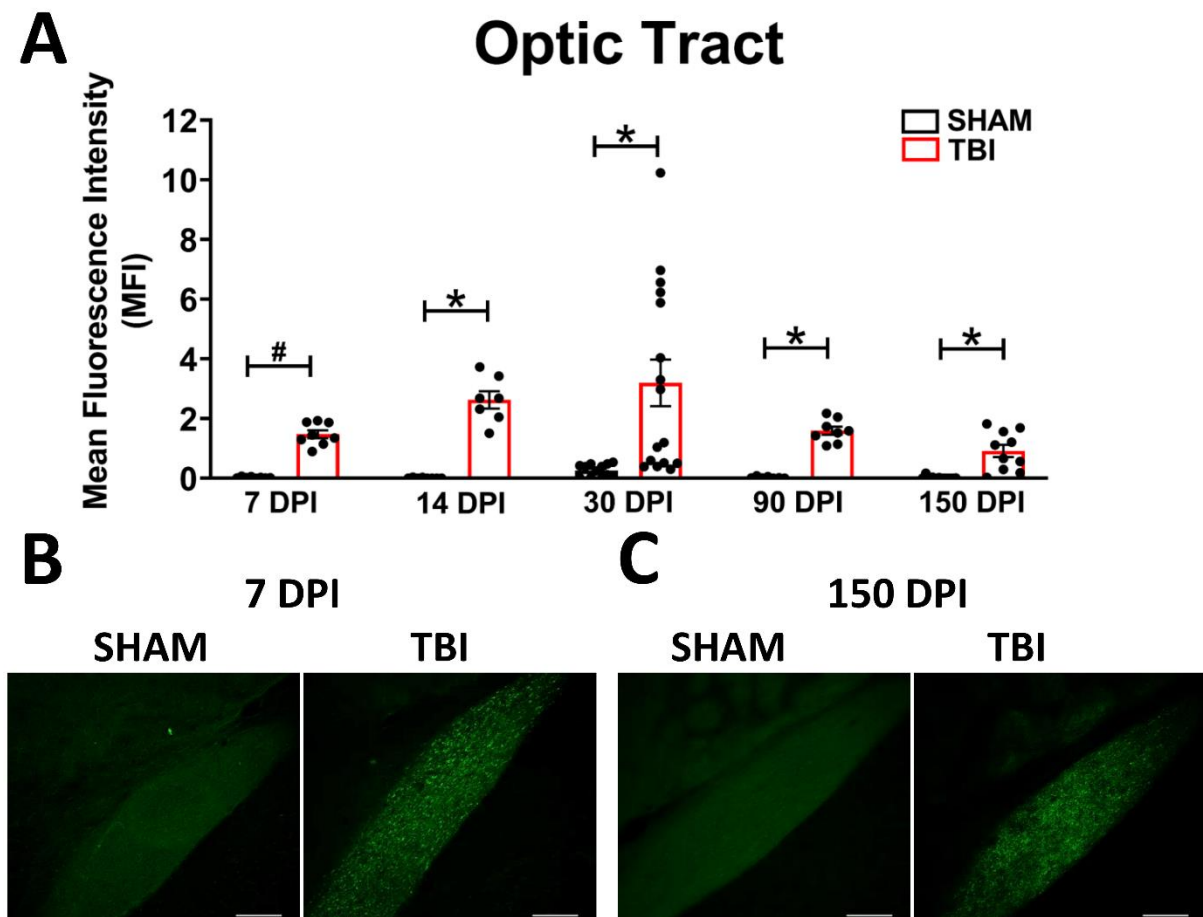 A
Optic Tract
Mean Fluorescence Intensity
(MFI)
12
10
8
6
4
2
0
SHAM
TBI
#
*
*
*
*
7 DPI
14 DPI
30 DPI
90 DPI
150 DPI
B
7 DPI
SHAM
TBI
C
150 DPI
SHAM
TBI